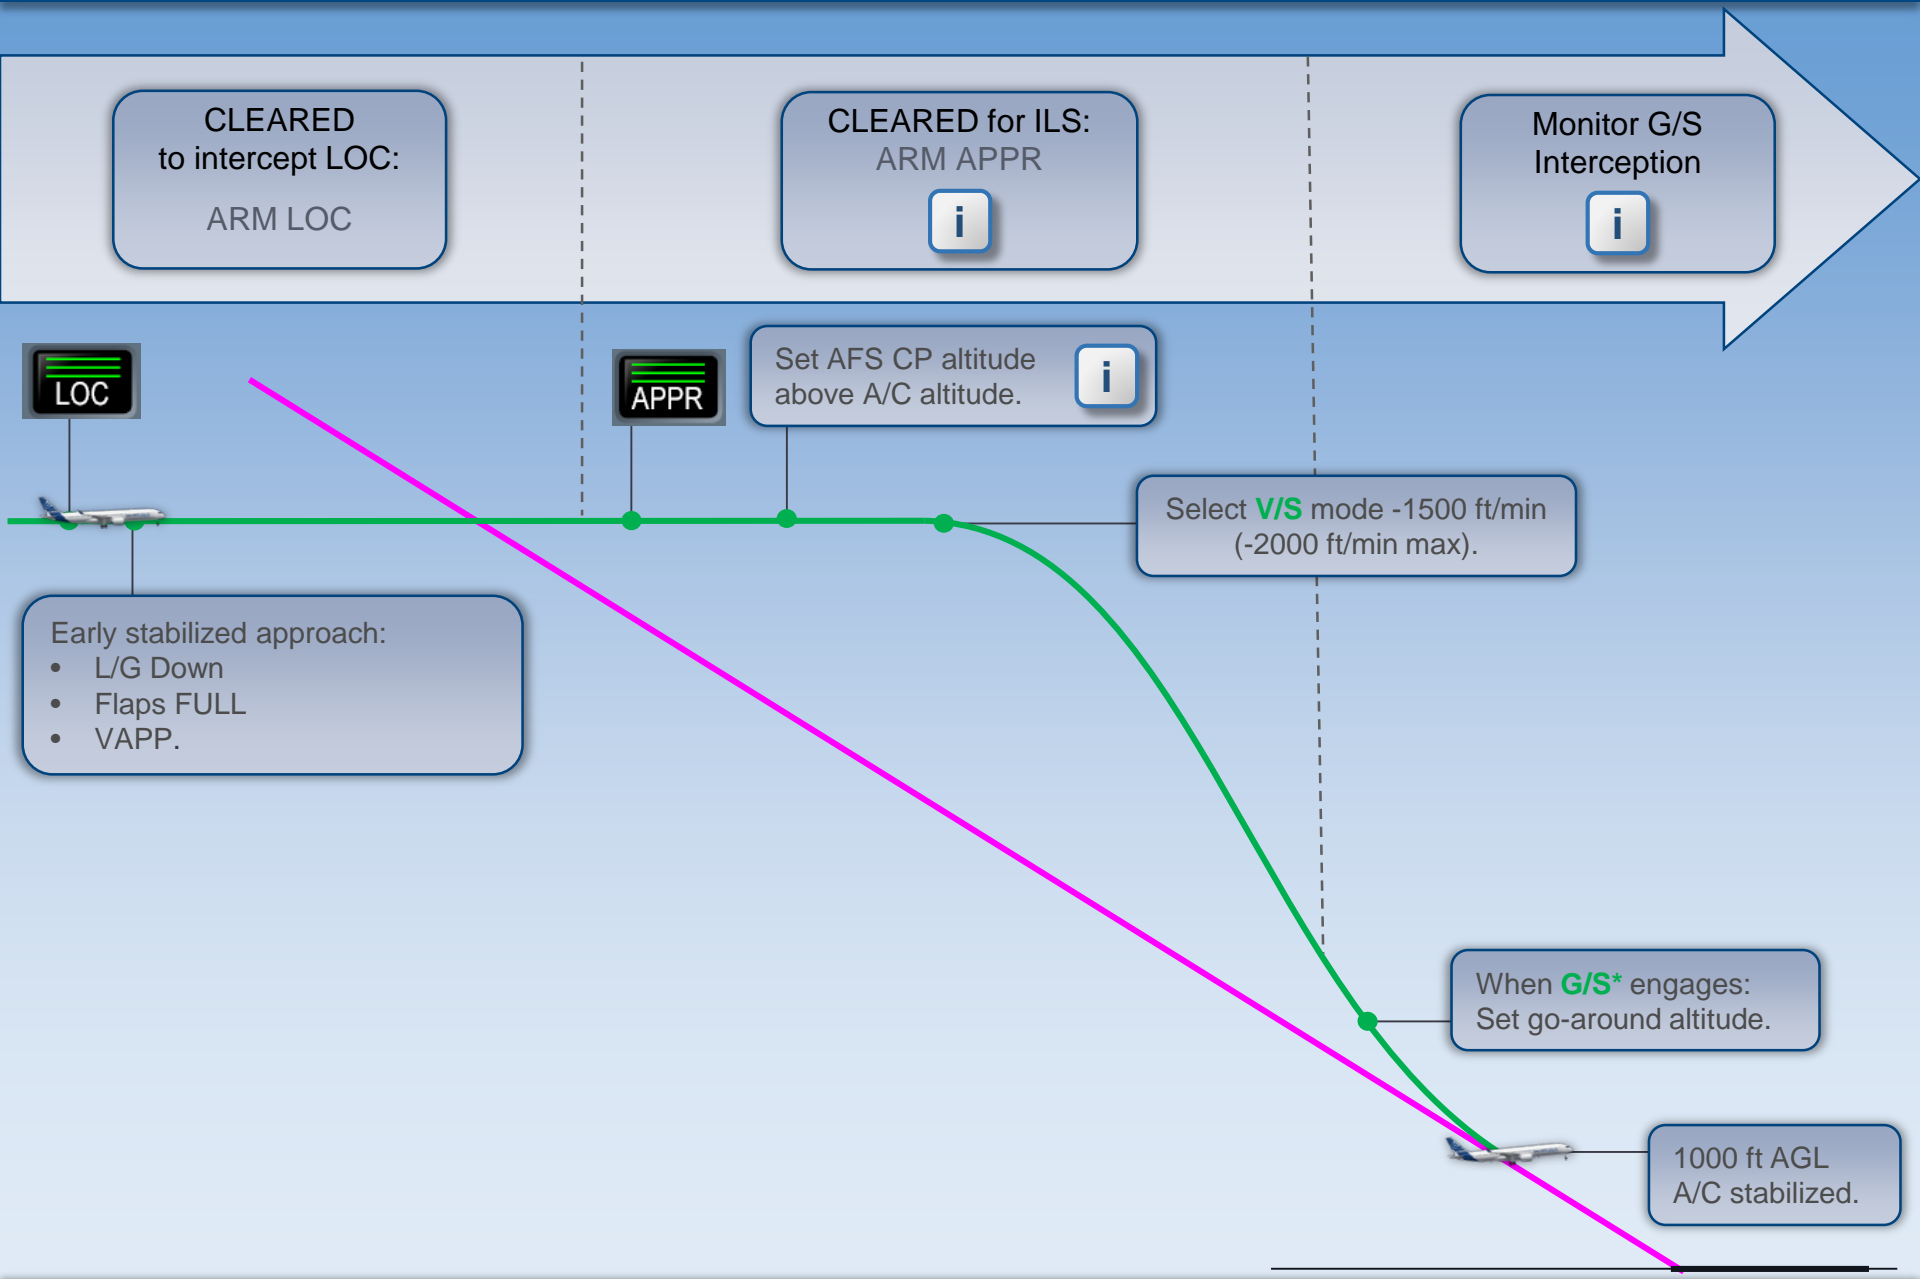 CLEARED
to intercept LOC:
ARM LOC
CLEARED for ILS:
ARM APPR
i
Monitor G/S
Interception
i
LOC
APPR
Set AFS CP altitude
above A/C altitude.
i
Select V/S mode -1500 ft/min
(-2000 ft/min max).
Early stabilized approach:
• L/G Down
• Flaps FULL
• VAPP.
When G/S* engages:
Set go-around altitude.
1000 ft AGL
A/C stabilized.